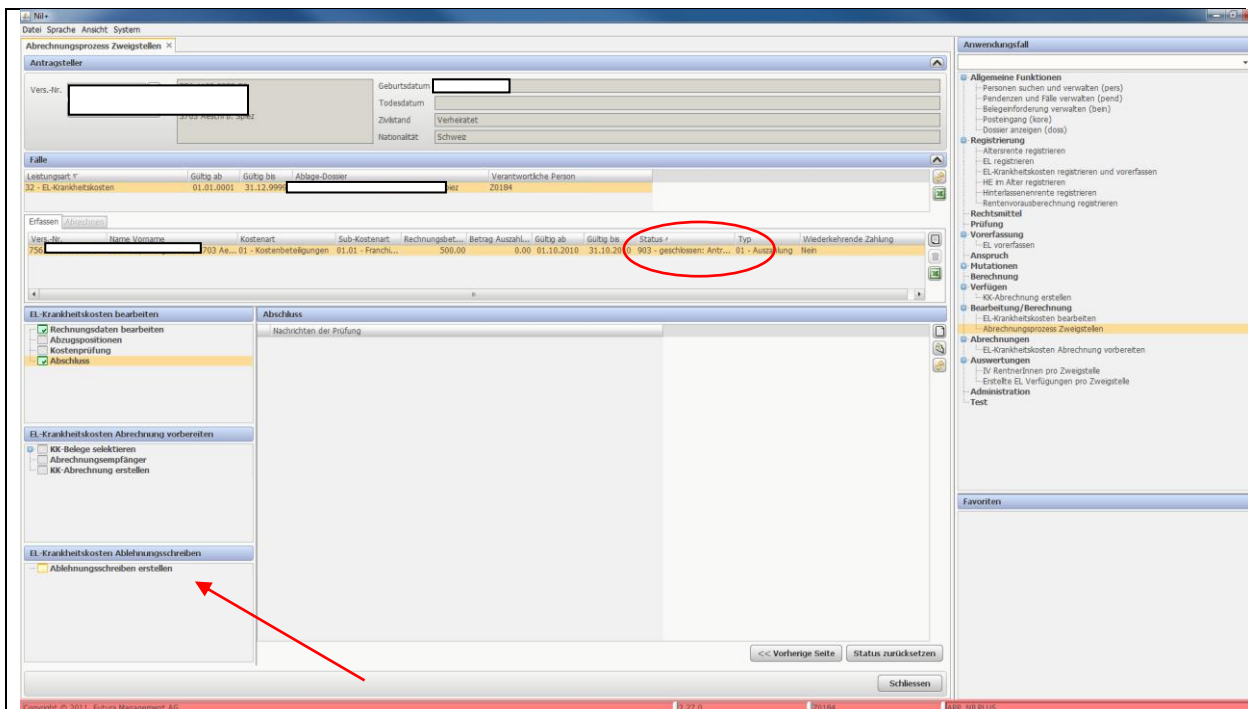 Nil+
Datei Sprache Ansicht System
Abrechnungsprozess Zweigstellen ×
Antragsteller
Vers.-Nr.
3703 Aeschi b. Spiez
Geburtsdatum
Todesdatum
Zivilstand Verheiratet
Nationalität Schweiz
Fälle
Leistungsart Gültig ab Gültig bis Ablage-Dossier Verantwortliche Person
32 - EL-Krankheitskosten 01.01.0001 31.12.9999 iez Z0184
Erfassen Abrechnen
Vers.-Nr. Name Vorname Kostenart Sub-Kostenart Rechnungsbet... Betrag Auszahl... Gültig ab Gültig bis Status Typ Wiederkehrende Zahlung
756 703 Ae... 01 - Kostenbeteiligungen 01.01 - Franchi... 500.00 0.00 01.10.2010 31.10.2010 903 - geschlossen: Antr... 01 - Auszahlung Nein
EL-Krankheitskosten bearbeiten
Rechnungsdaten bearbeiten
Abzugspositionen
Kostenprüfung
Abschluss
EL-Krankheitskosten Abrechnung vorbereiten
KK-Belege selektieren
Abrechnungsempfänger
KK-Abrechnung erstellen
EL-Krankheitskosten Ablehnungsschreiben
Ablehnungsschreiben erstellen
Abschluss
Nachrichten der Prüfung
<< Vorherige Seite Status zurücksetzen
Schliessen
Anwendungsfall
Allgemeine Funktionen
Personen suchen und verwalten (pers)
Pendenzen und Fälle verwalten (pend)
Belegeinforderung verwalten (bein)
Posteingang (kore)
Dossier anzeigen (doss)
Registrierung
Altersrente registrieren
EL registrieren
EL-Krankheitskosten registrieren und vorerfassen
HE im Alter registrieren
Hinterlassenenrente registrieren
Rentenvorausberechnung registrieren
Rechtsmittel
Prüfung
Vorerfassung
EL vorerfassen
Anspruch
Mutationen
Berechnung
Verfügen
KK-Abrechnung erstellen
Bearbeitung/Berechnung
EL-Krankheitskosten bearbeiten
Abrechnungsprozess Zweigstellen
Abrechnungen
EL-Krankheitskosten Abrechnung vorbereiten
Auswertungen
IV RentnerInnen pro Zweigstelle
Erstellte EL Verfügungen pro Zweigstelle
Administration
Test
Favoriten
Copyright © 2011, Futura Management AG 2.27.0 Z0184 APP_NILPLUS